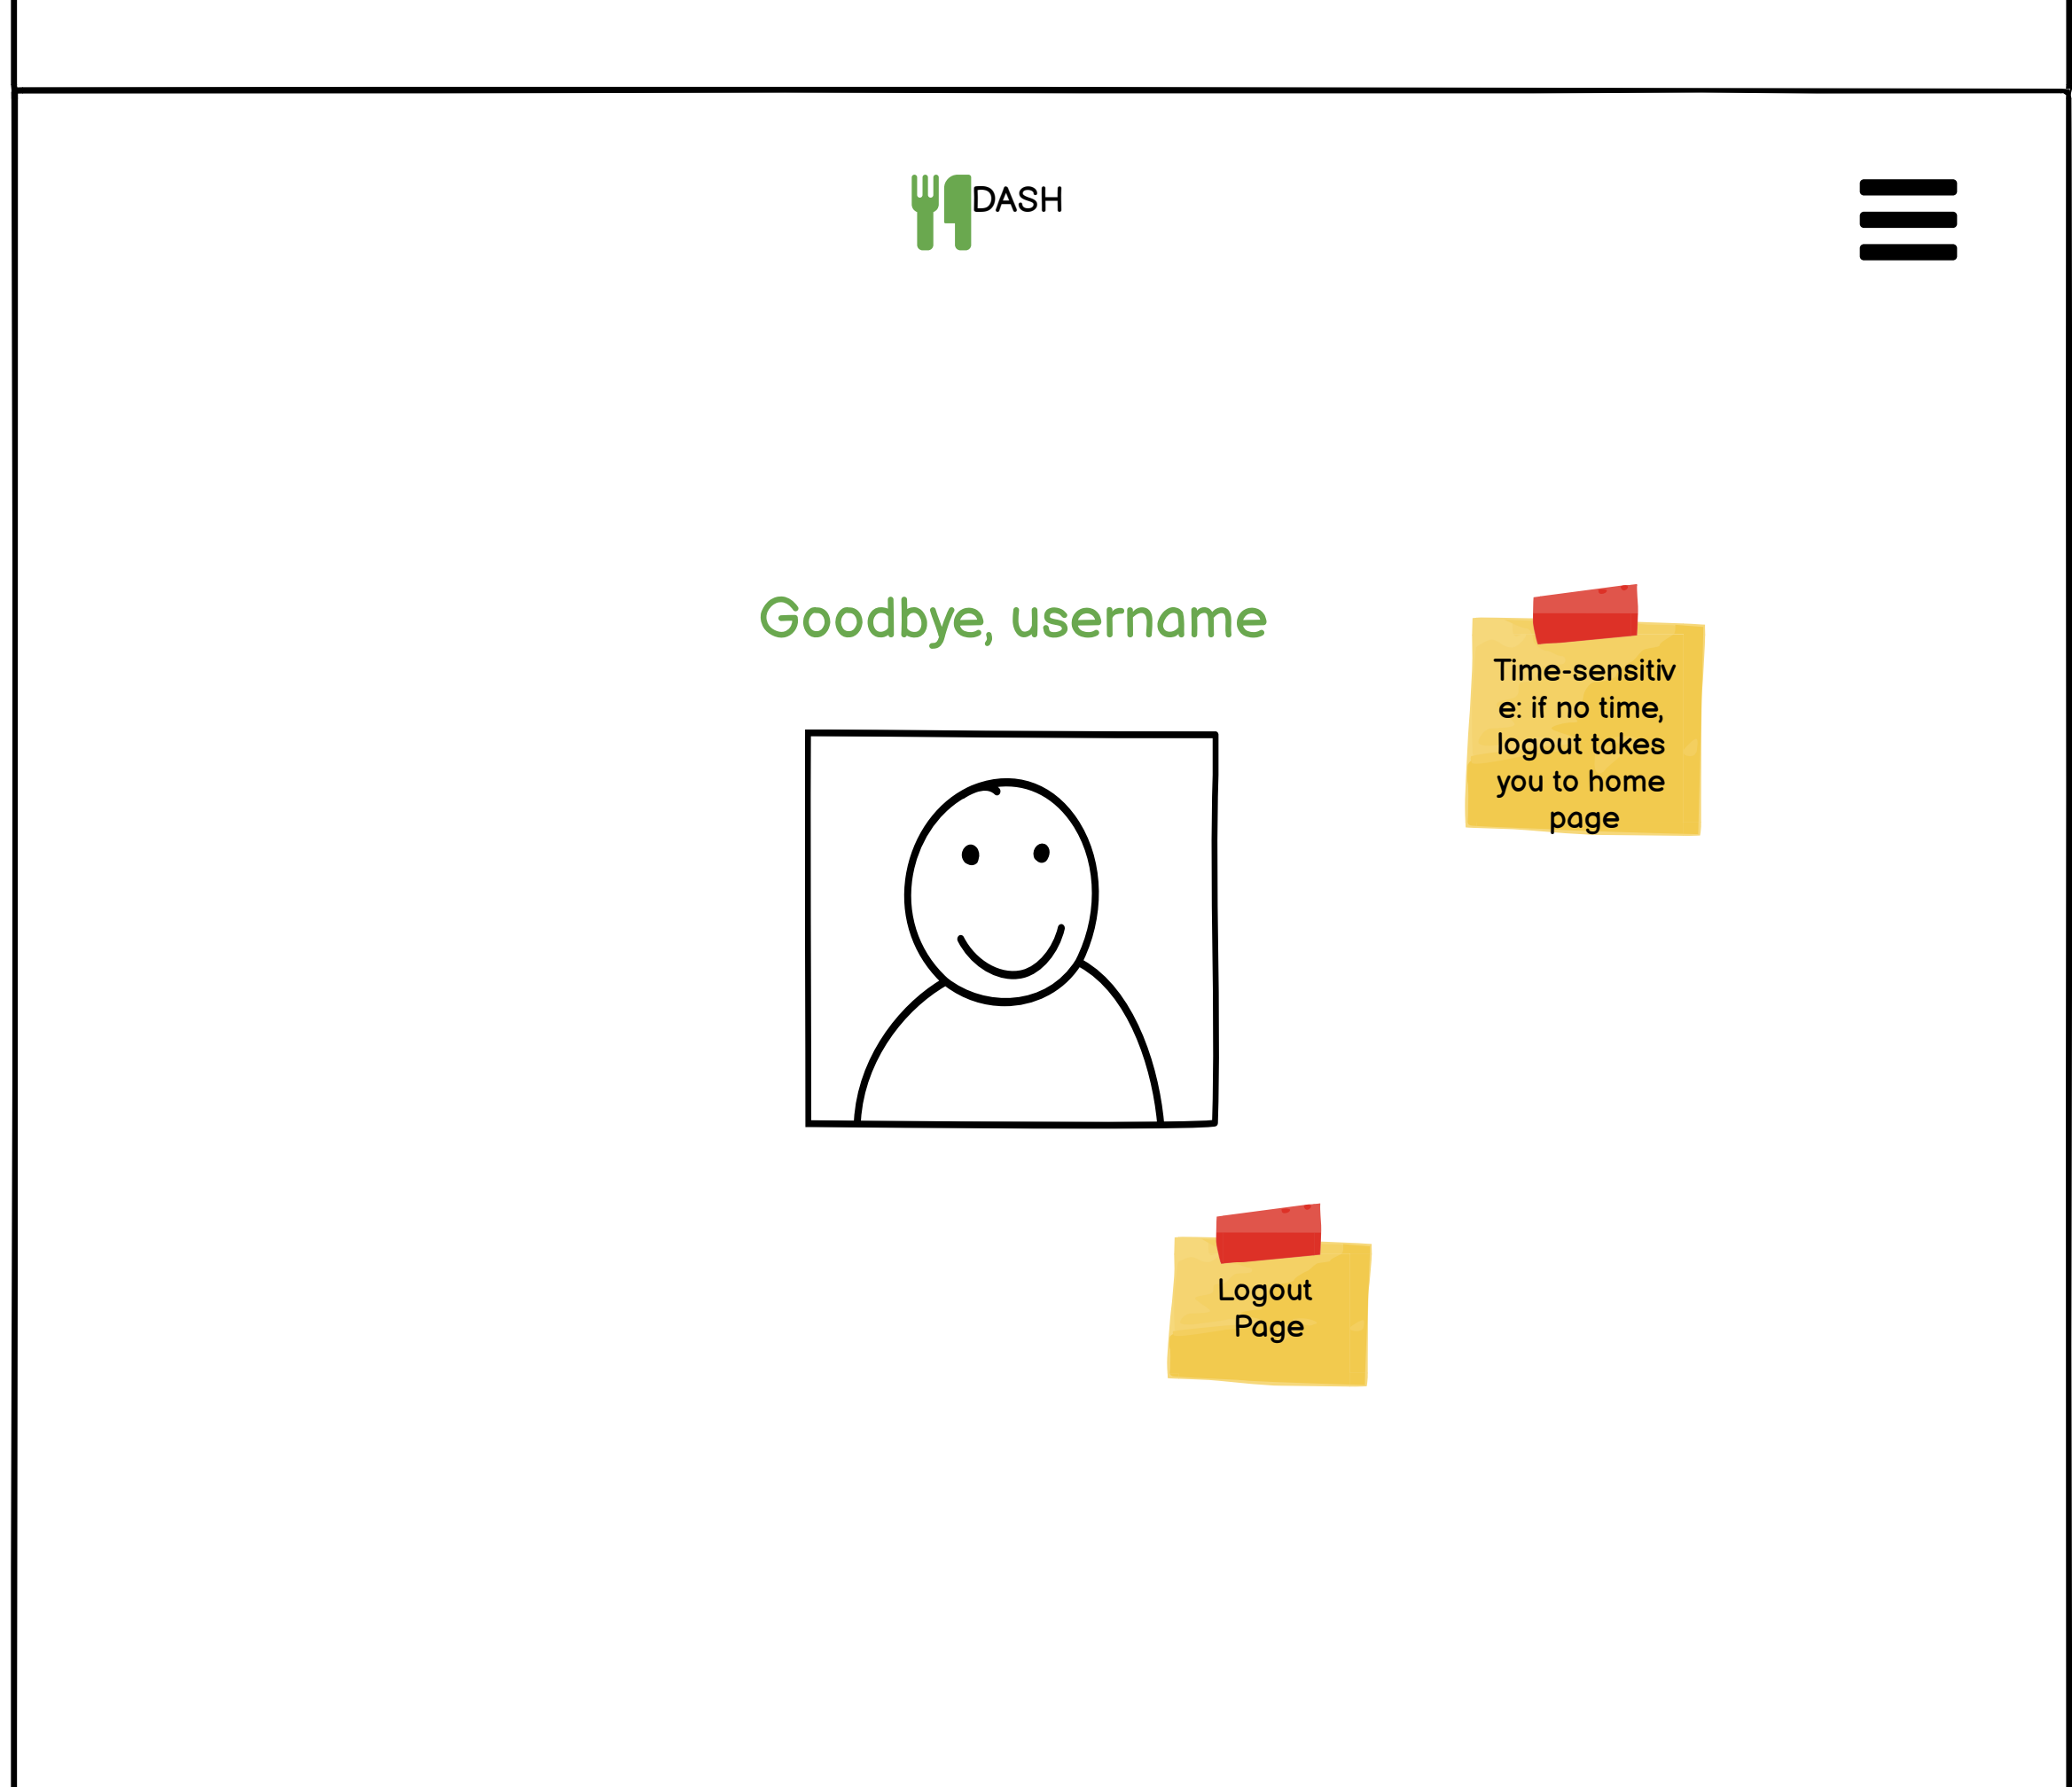 DASH
Goodbye, username
Time-sensitiv
e: if no time,
logout takes
you to home
page
Logout
Page